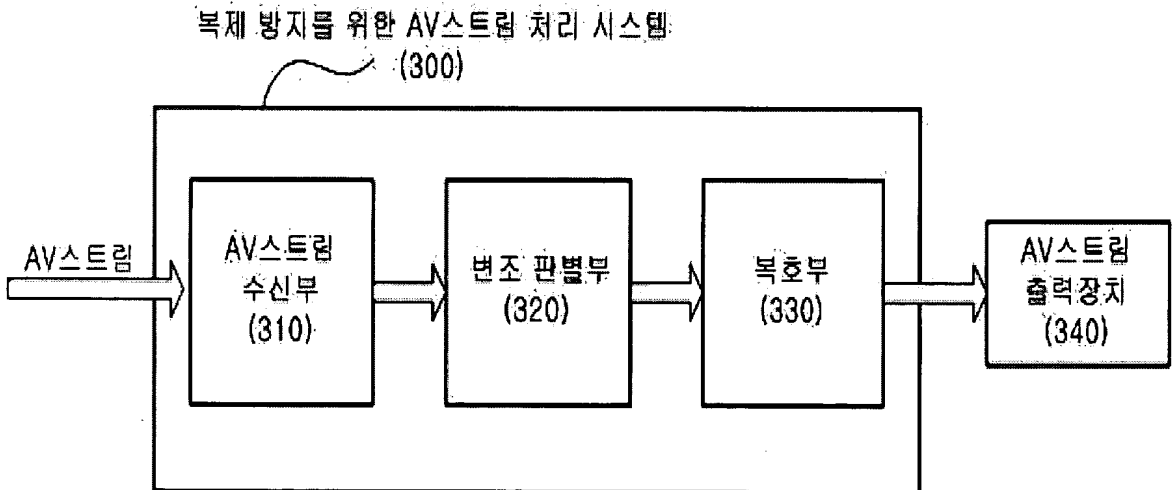 복제 방지를 위한 AV스트림 처리 시스템
(300)
AV스트림
AV스트림
수신부
(310)
변조 판별부
(320)
복호부
(330)
AV스트림
출력장치
(340)